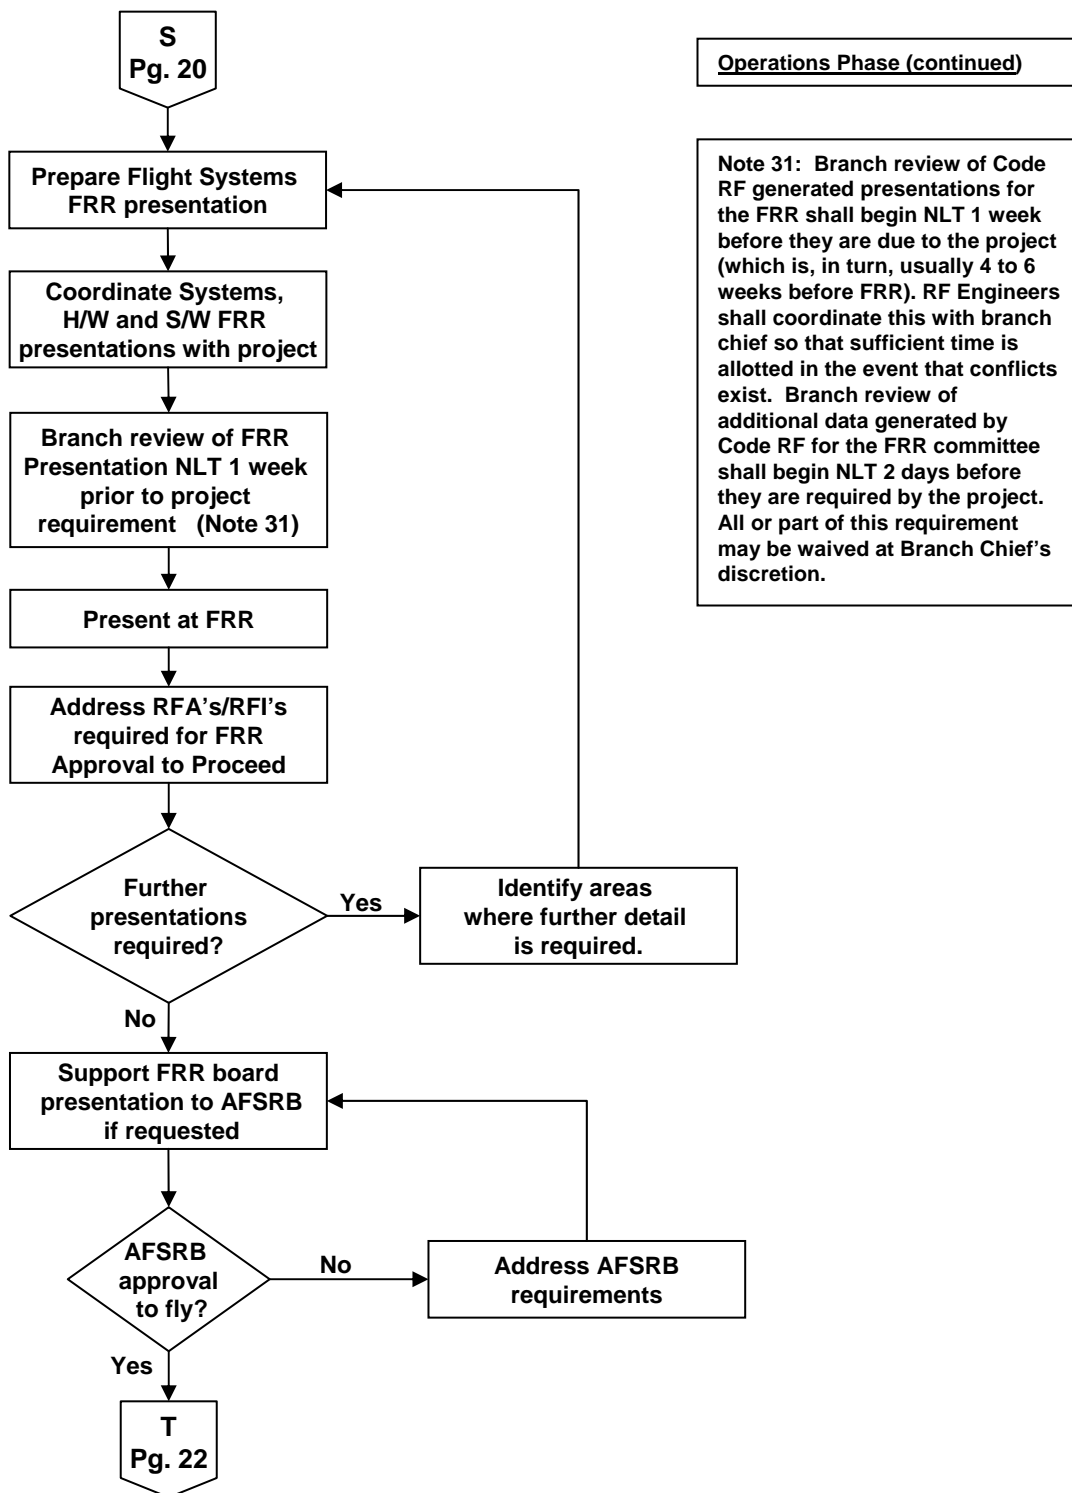 S
Pg. 20
Operations Phase (continued)
Prepare Flight Systems
FRR presentation
Note 31:  Branch review of Code
RF generated presentations for
the FRR shall begin NLT 1 week
before they are due to the project
(which is, in turn, usually 4 to 6
weeks before FRR). RF Engineers
shall coordinate this with branch
chief so that sufficient time is
allotted in the event that conflicts
exist.  Branch review of
additional data generated by
Code RF for the FRR committee
shall begin NLT 2 days before
they are required by the project.
All or part of this requirement
may be waived at Branch Chief’s
discretion.
Coordinate Systems,
H/W and S/W FRR
presentations with project
Branch review of FRR
Presentation NLT 1 week
prior to project
requirement   (Note 31)
Present at FRR
Address RFA’s/RFI’s
required for FRR
Approval to Proceed
Further
presentations
required?
Yes
Identify areas
where further detail
is required.
No
Support FRR board
presentation to AFSRB
if requested
AFSRB
approval
to fly?
No
Address AFSRB
requirements
Yes
T
Pg. 22